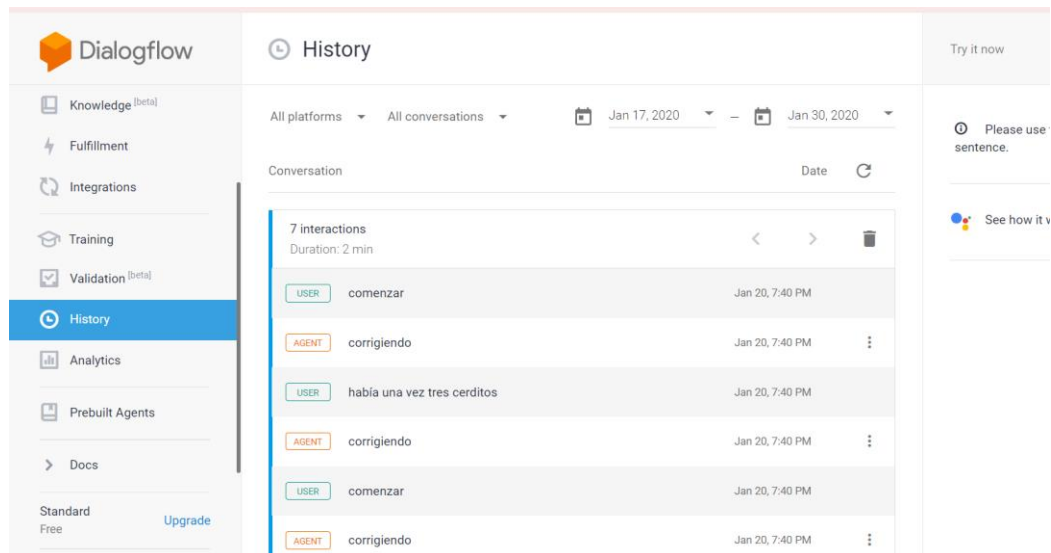 Dialogflow
Knowledge [beta]
Fulfillment
Integrations
Training
Validation [beta]
History
Analytics
Prebuilt Agents
Docs
Standard
Free
Upgrade
History
All platforms
All conversations
Jan 17, 2020 – Jan 30, 2020
Conversation
Date
7 interactions
Duration: 2 min
USER comenzar Jan 20, 7:40 PM
AGENT corrigiendo Jan 20, 7:40 PM
USER había una vez tres cerditos Jan 20, 7:40 PM
AGENT corrigiendo Jan 20, 7:40 PM
USER comenzar Jan 20, 7:40 PM
AGENT corrigiendo Jan 20, 7:40 PM
Try it now
Please use
sentence.
See how it